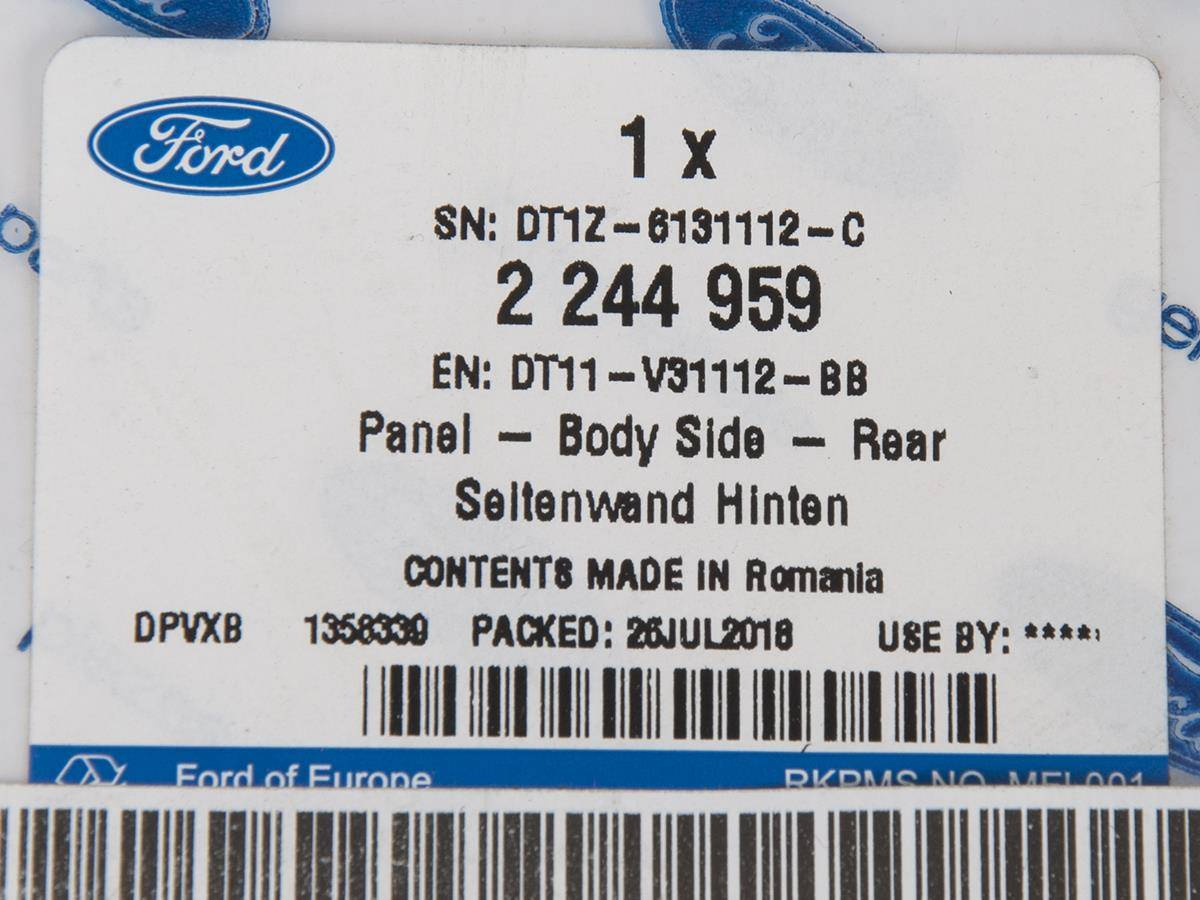 Ford
1 x
SN: DT1Z-6131112-C
2 244 959
EN: DT11-V31112-BB
Panel - Body Side - Rear
Seitenwand Hinten
CONTENTS MADE IN Romania
DPVXB 1358339 PACKED: 26JUL2018 USE BY: ****
Ford of Europe